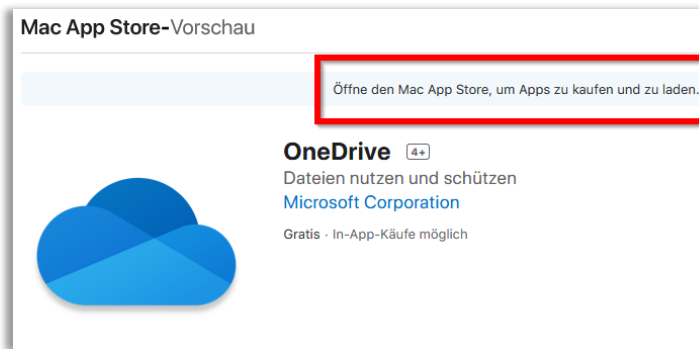 Mac App Store-Vorschau
Öffne den Mac App Store, um Apps zu kaufen und zu laden.
OneDrive 4+
Dateien nutzen und schützen
Microsoft Corporation
Gratis · In-App-Käufe möglich